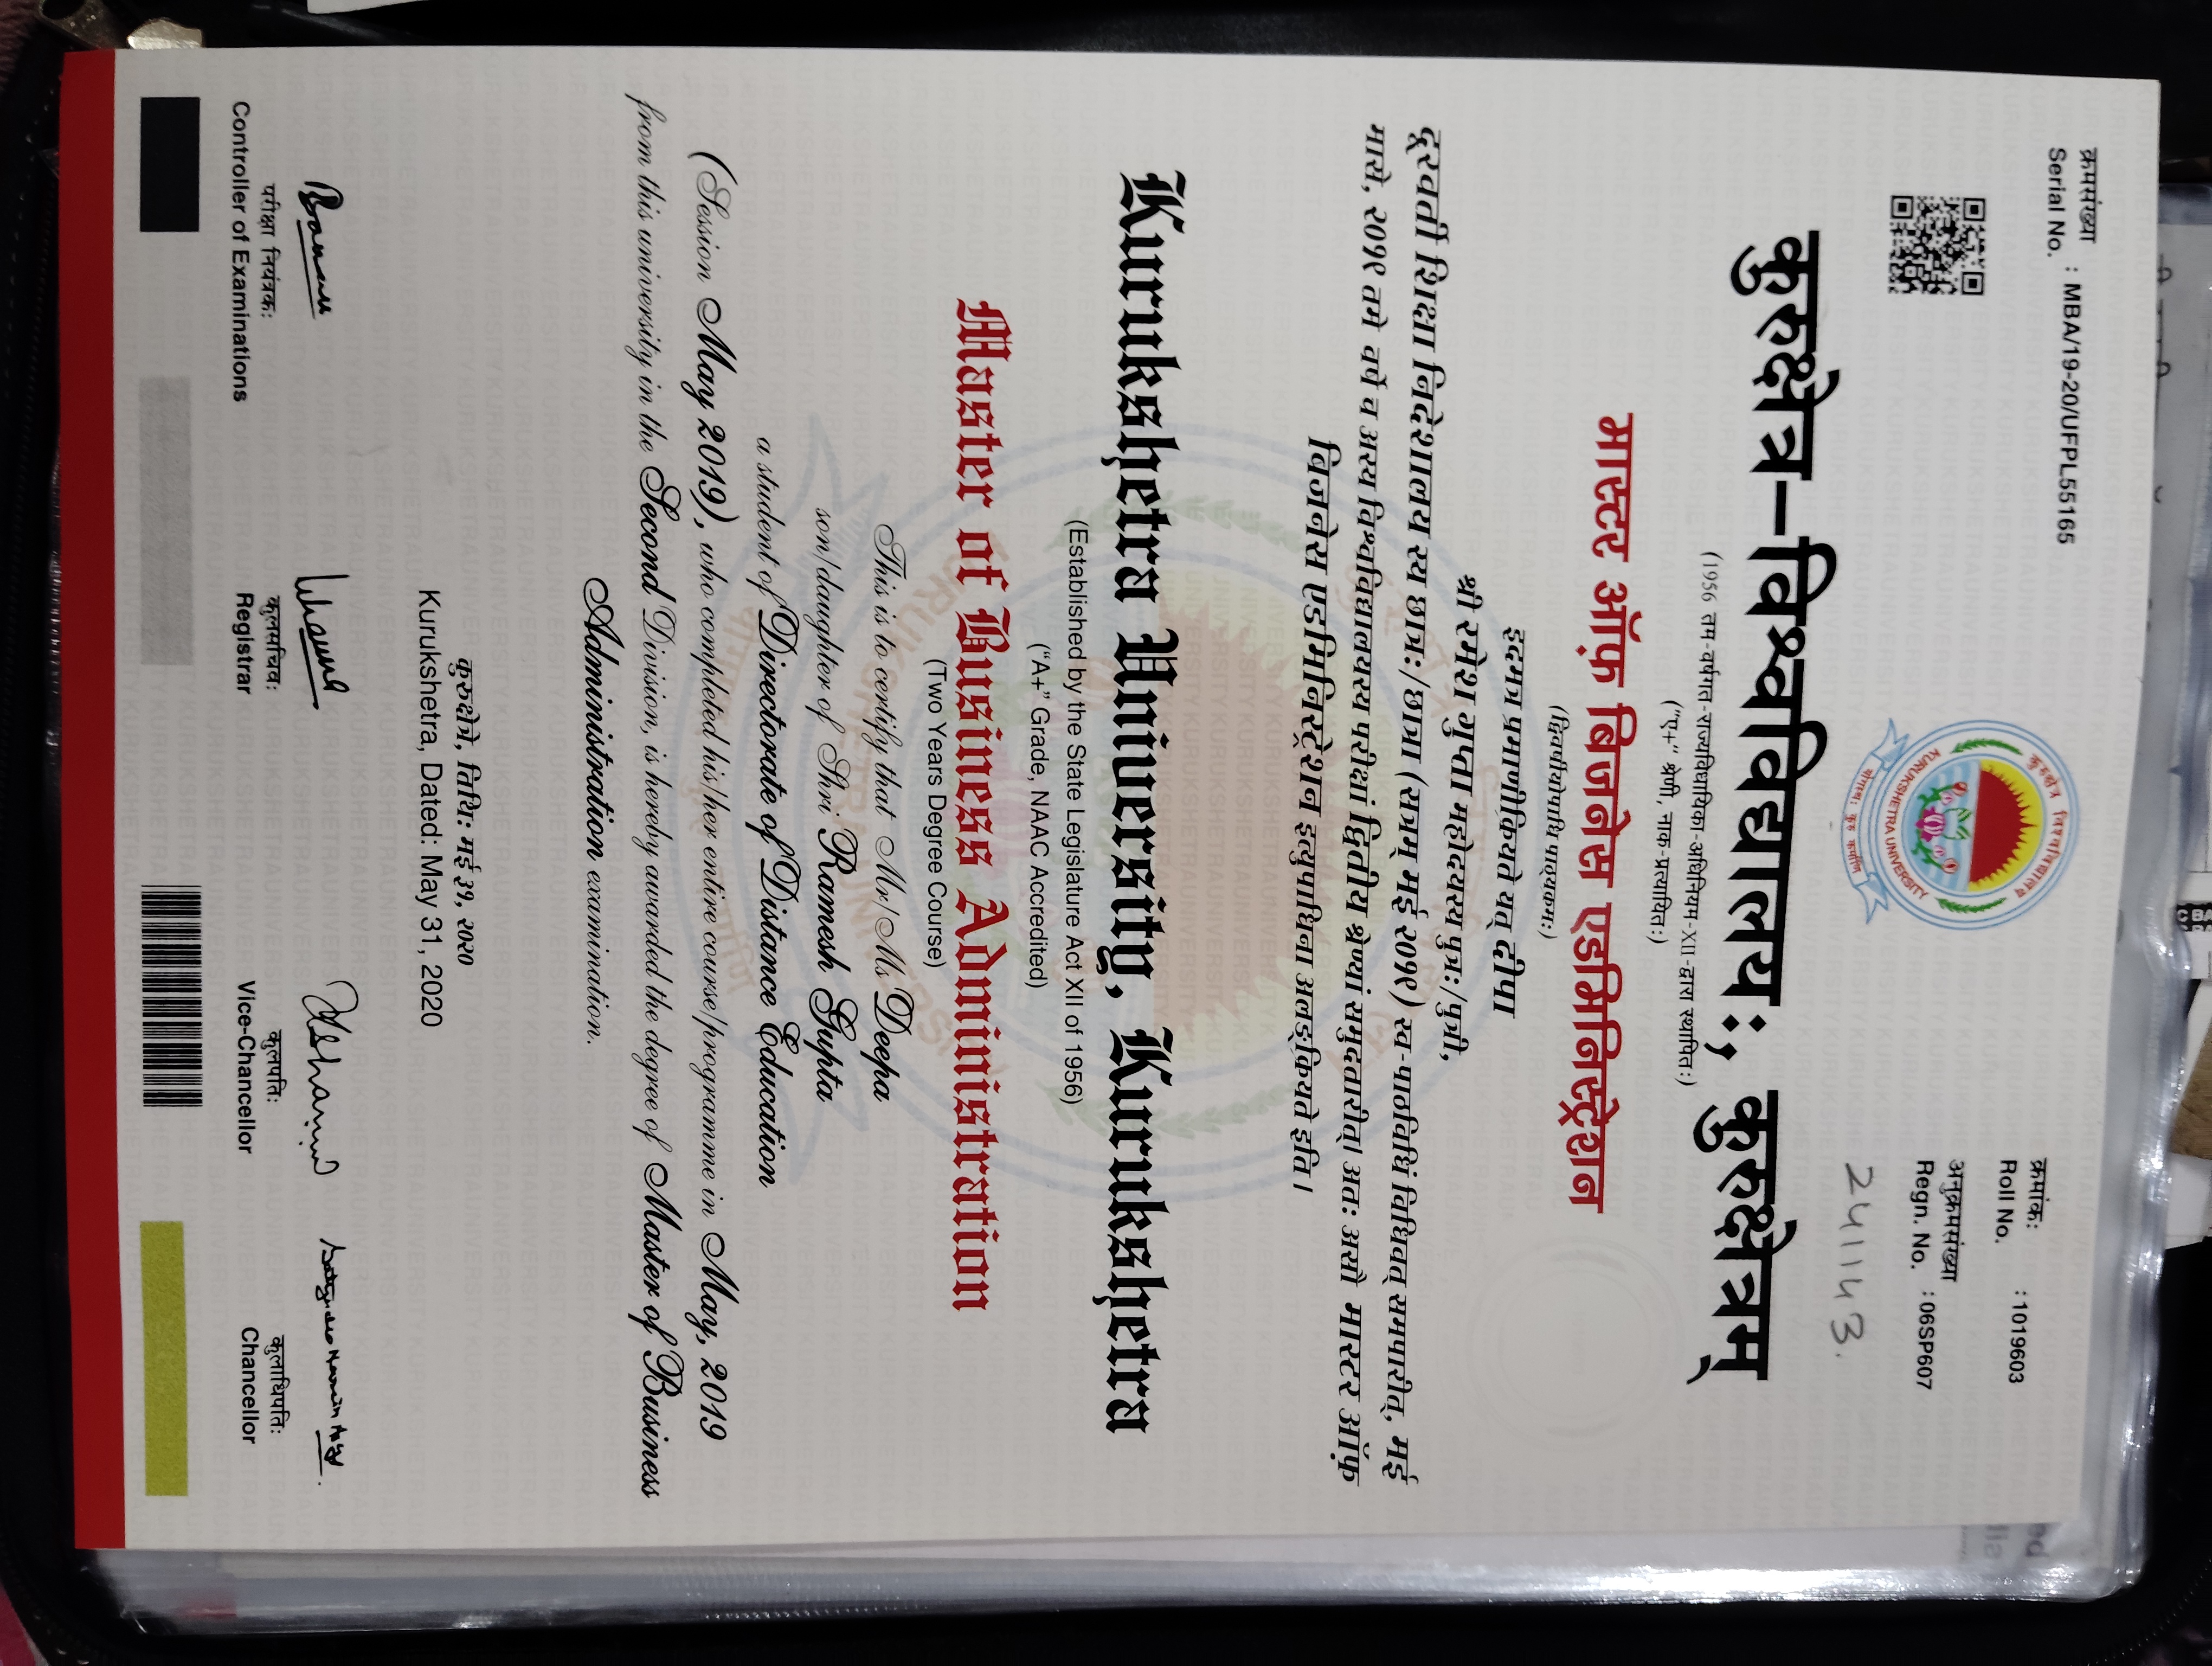 क्रमसंख्या
Serial No. : MBA/19-20/UFPL55165
क्रमांक:
Roll No. : 1019603
अनुक्रमसंख्या
Regn. No. : 06SP607
241143.
कुरुक्षेत्र विश्वविद्यालय
KURUKSHETRA UNIVERSITY
योगस्थ: कुरु कर्माणि
कुरुक्षेत्र-विश्वविद्यालय:, कुरुक्षेत्रम्
(1956 तम-वर्षगत-राज्यविधायिका-अधिनियम-XII-द्वारा स्थापित:)
("ए+" श्रेणी, नाक-प्रत्यायित:)
मास्टर ऑफ़ बिजनेस एडमिनिस्ट्रेशन
(द्विवर्षीयोपाधि पाठ्यक्रम:)
इदमत्र प्रमाणीक्रियते यत् दीपा
श्री रमेश गुप्ता महोदयस्य पुत्र:/पुत्री,
दूरवर्ती शिक्षा निदेशालय स्य छात्र:/छात्रा (सत्रम् मई २०१९) स्व-पाठविधिं विधिवत् समपारीत्, मई
मासे, २०१९ तमे वर्षे च अस्य विश्वविद्यालयस्य परीक्षां द्वितीय श्रेण्यां समुदतारीत्। अत: असौ मास्टर ऑफ़
बिजनेस एडमिनिस्ट्रेशन इत्युपाधिना अलङ्क्रियते इति।
Kurukshetra University, Kurukshetra
(Established by the State Legislature Act XII of 1956)
("A+" Grade, NAAC Accredited)
Master of Business Administration
(Two Years Degree Course)
This is to certify that Mr/Ms Deepa
son/daughter of Shri Ramesh Gupta
a student of Directorate of Distance Education
(Session May 2019), who completed his/her entire course/programme in May, 2019
from this university in the Second Division, is hereby awarded the degree of Master of Business
Administration examination.
कुरुक्षेत्रे, तिथि: मई ३१, २०२०
Kurukshetra, Dated: May 31, 2020
परीक्षा नियंत्रक:
Controller of Examinations
कुलसचिव:
Registrar
कुलपति:
Vice-Chancellor
कुलाधिपति:
Chancellor